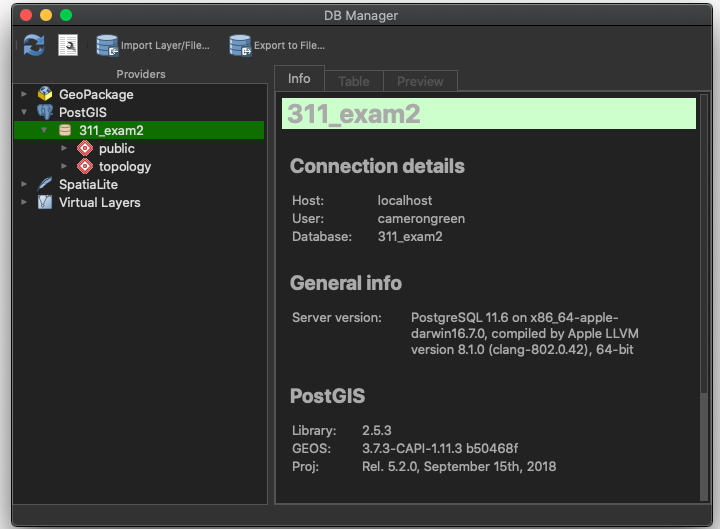 DB Manager
Import Layer/File...
Export to File...
Providers
GeoPackage
PostGIS
311_exam2
public
topology
SpatiaLite
Virtual Layers
Info
Table
Preview
311_exam2
Connection details
Host: localhost
User: camerongreen
Database: 311_exam2
General info
Server version: PostgreSQL 11.6 on x86_64-apple-
darwin16.7.0, compiled by Apple LLVM
version 8.1.0 (clang-802.0.42), 64-bit
PostGIS
Library: 2.5.3
GEOS: 3.7.3-CAPI-1.11.3 b50468f
Proj: Rel. 5.2.0, September 15th, 2018